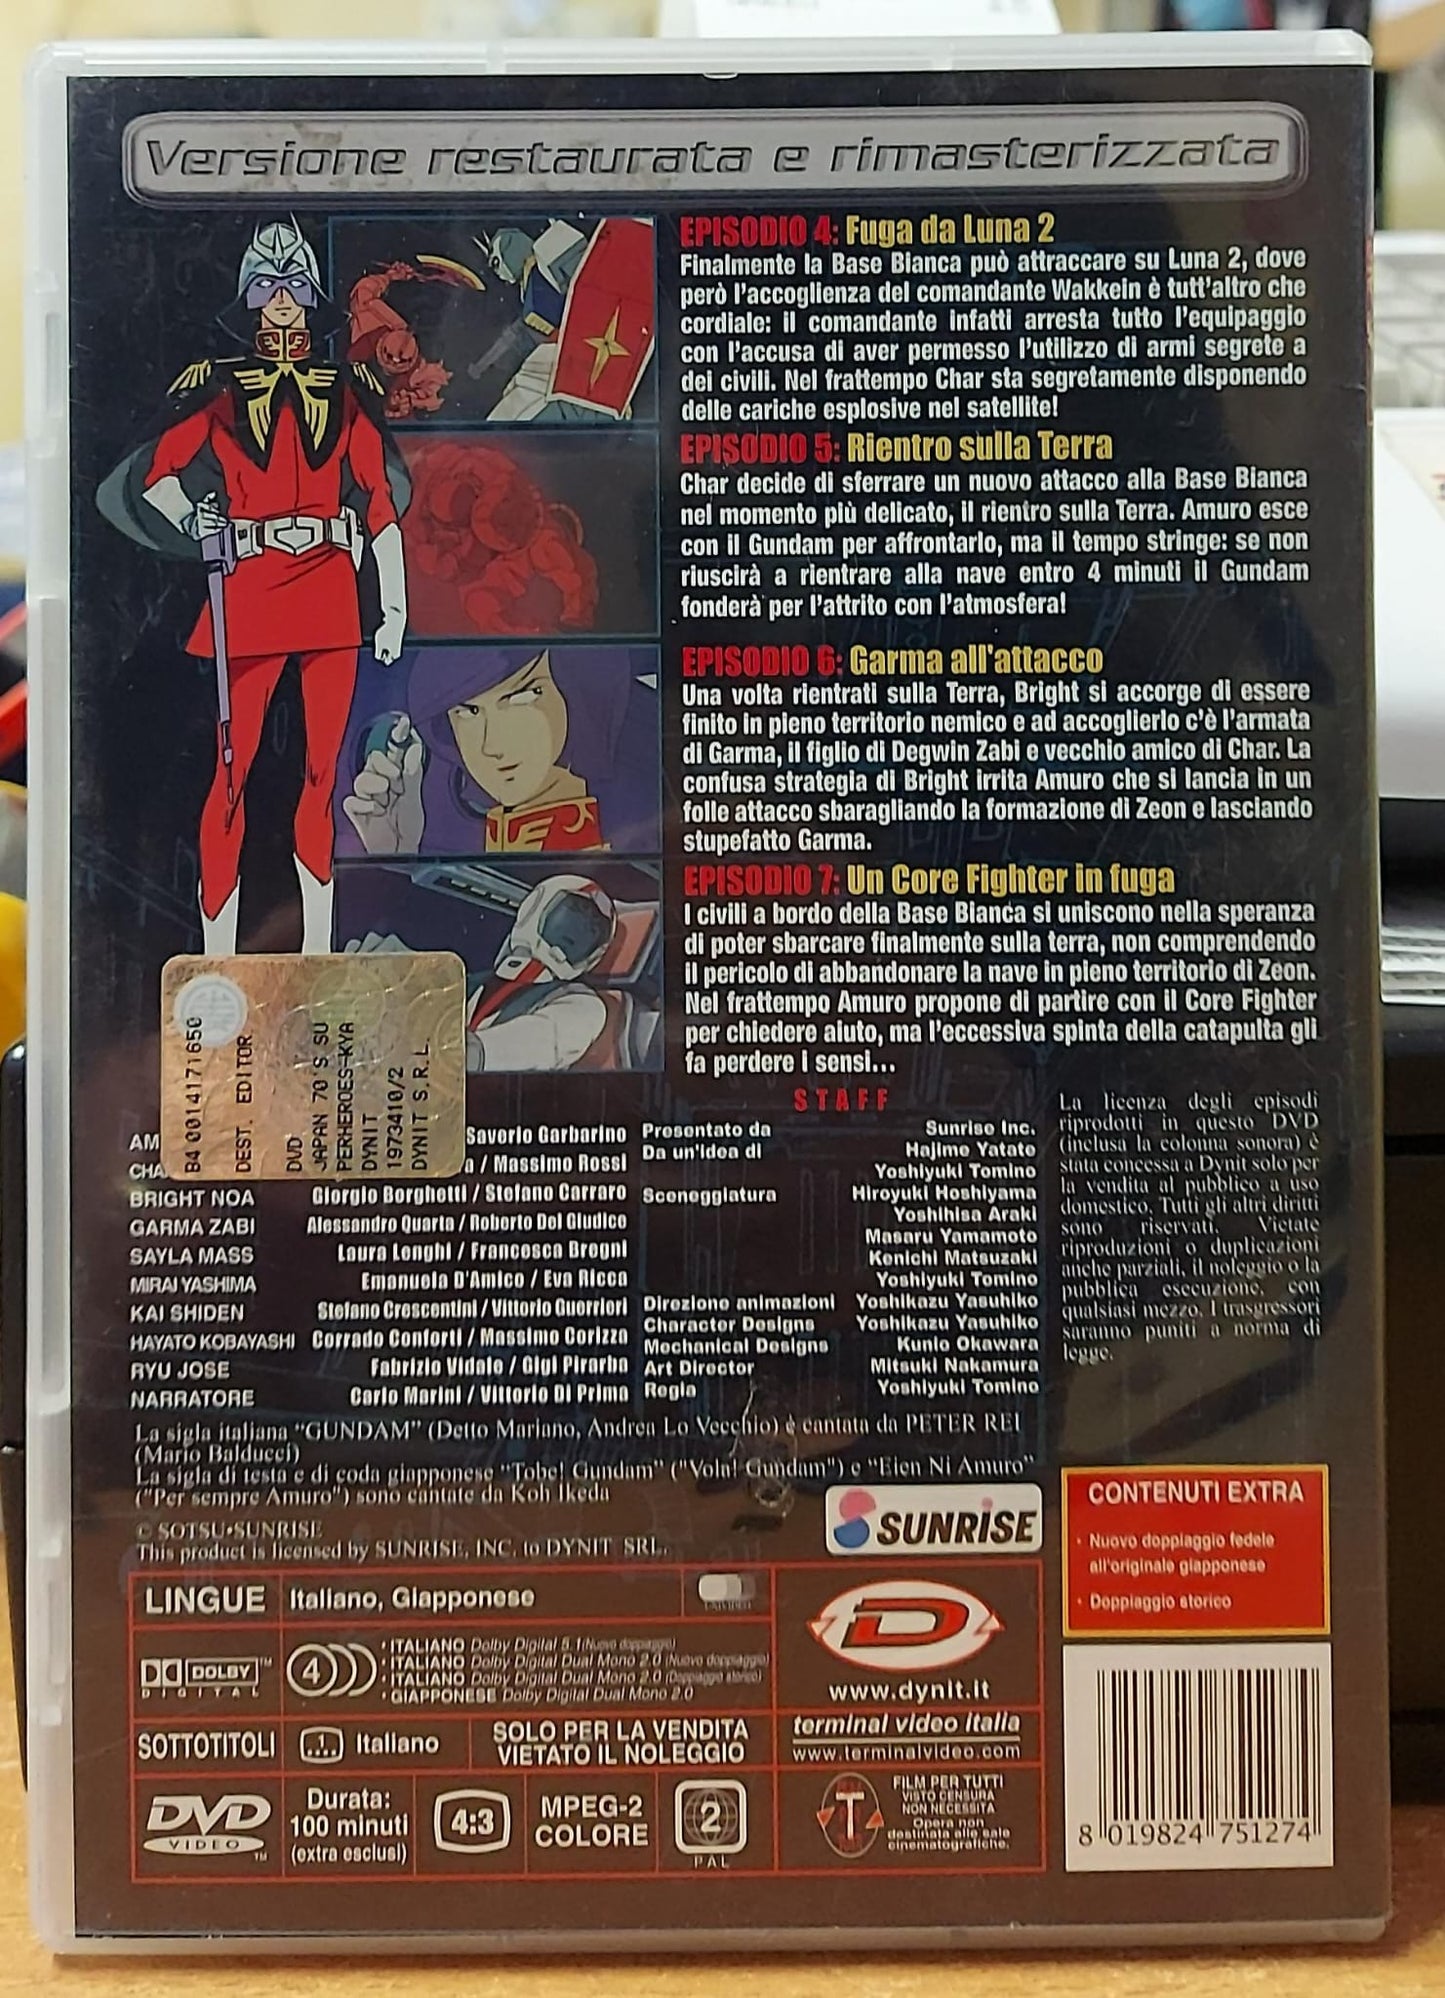 Versione restaurata e rimasterizzata
EPISODIO 4: Fuga da Luna 2
Finalmente la Base Bianca può attraccare su Luna 2, dove
però l'accoglienza del comandante Wakkein è tutt'altro che
cordiale: il comandante infatti arresta tutto l'equipaggio
con l'accusa di aver permesso l'utilizzo di armi segrete a
dei civili. Nel frattempo Char sta segretamente disponendo
delle cariche esplosive nel satellite!
EPISODIO 5: Rientro sulla Terra
Char decide di sferrare un nuovo attacco alla Base Bianca
nel momento più delicato, il rientro sulla Terra. Amuro esce
con il Gundam per affrontarlo, ma il tempo stringe: se non
riuscirà a rientrare alla nave entro 4 minuti il Gundam
fonderà per l'attrito con l'atmosfera!
EPISODIO 6: Garma all'attacco
Una volta rientrati sulla Terra, Bright si accorge di essere
finito in pieno territorio nemico e ad accoglierlo c'è l'armata
di Garma, il figlio di Degwin Zabi e vecchio amico di Char. La
confusa strategia di Bright irrita Amuro che si lancia in un
folle attacco sbaragliando la formazione di Zeon e lasciando
stupefatto Garma.
EPISODIO 7: Un Core Fighter in fuga
I civili a bordo della Base Bianca si uniscono nella speranza
di poter sbarcare finalmente sulla terra, non comprendendo
il pericolo di abbandonare la nave in pieno territorio di Zeon.
Nel frattempo Amuro propone di partire con il Core Fighter
per chiedere aiuto, ma l'eccessiva spinta della catapulta gli
fa perdere i sensi...
B4 00141771650
DEST. EDITOR.
DVD
JAPAN 70'S SU
PERHEROES-KYA
DYNIT
1973410/2
DYNIT S.R.L.
AM
Saverio Garbarino
CHA
a / Massimo Rossi
BRIGHT NOA Giorgio Borghetti / Stefano Carraro
GARMA ZABI Alessandro Quarta / Roberto Del Giudice
SAYLA MASS Laura Lenghi / Francesca Bregni
MIRAI YASHIMA Emanuela D'Amico / Eva Ricca
KAI SHIDEN Stefano Crescentini / Vittorio Guerrieri
HAYATO KOBAYASHI Corrado Conforti / Massimo Corizza
RYU JOSE Fabrizio Vidale / Gigi Pirarba
NARRATORE Carlo Marini / Vittorio Di Prima
STAFF
Presentato da Sunrise Inc.
Da un'idea di Hajime Yatate
Yoshiyuki Tomino
Sceneggiatura Hiroyuki Hoshiyama
Yoshihisa Araki
Masaru Yamamoto
Kenichi Matsuzaki
Yoshiyuki Tomino
Direzione animazioni Yoshikazu Yasuhiko
Character Designs Yoshikazu Yasuhiko
Mechanical Designs Kunio Okawara
Art Director Mitsuki Nakamura
Regia Yoshiyuki Tomino
La licenza degli episodi
riprodotti in questo DVD
(inclusa la colonna sonora) è
stata concessa a Dynit solo per
la vendita al pubblico a uso
domestico. Tutti gli altri diritti
sono riservati. Vietate
riproduzioni o duplicazioni
anche parziali, il noleggio o la
pubblica esecuzione, con
qualsiasi mezzo. I trasgressori
saranno puniti a norma di
legge.
La sigla italiana "GUNDAM" (Detto Mariano, Andrea Lo Vecchio) è cantata da PETER REI
(Mario Balducci)
La sigla di testa e di coda giapponese "Tobe! Gundam" ("Vola! Gundam") e "Eien Ni Amuro"
("Per sempre Amuro") sono cantate da Koh Ikeda
© SOTSU•SUNRISE
This product is licensed by SUNRISE, INC. to DYNIT SRL.
SUNRISE
CONTENUTI EXTRA
• Nuovo doppiaggio fedele
all'originale giapponese
• Doppiaggio storico
LINGUE Italiano, Giapponese
DOLBY™
DIGITAL
4
• ITALIANO Dolby Digital 5.1 (Nuovo doppiaggio)
• ITALIANO Dolby Digital Dual Mono 2.0 (Nuovo doppiaggio)
• ITALIANO Dolby Digital Dual Mono 2.0 (Doppiaggio storico)
• GIAPPONESE Dolby Digital Dual Mono 2.0
SOTTOTITOLI 1 Italiano
SOLO PER LA VENDITA
VIETATO IL NOLEGGIO
DVD
VIDEO™
Durata:
100 minuti
(extra esclusi)
4:3
MPEG-2
COLORE
2
PAL
D
www.dynit.it
terminal video italia
www.terminalvideo.com
T
FILM PER TUTTI
VISTO CENSURA
NON NECESSITA
Opera non
destinata alle sale
cinematografiche.
8 019824 751274